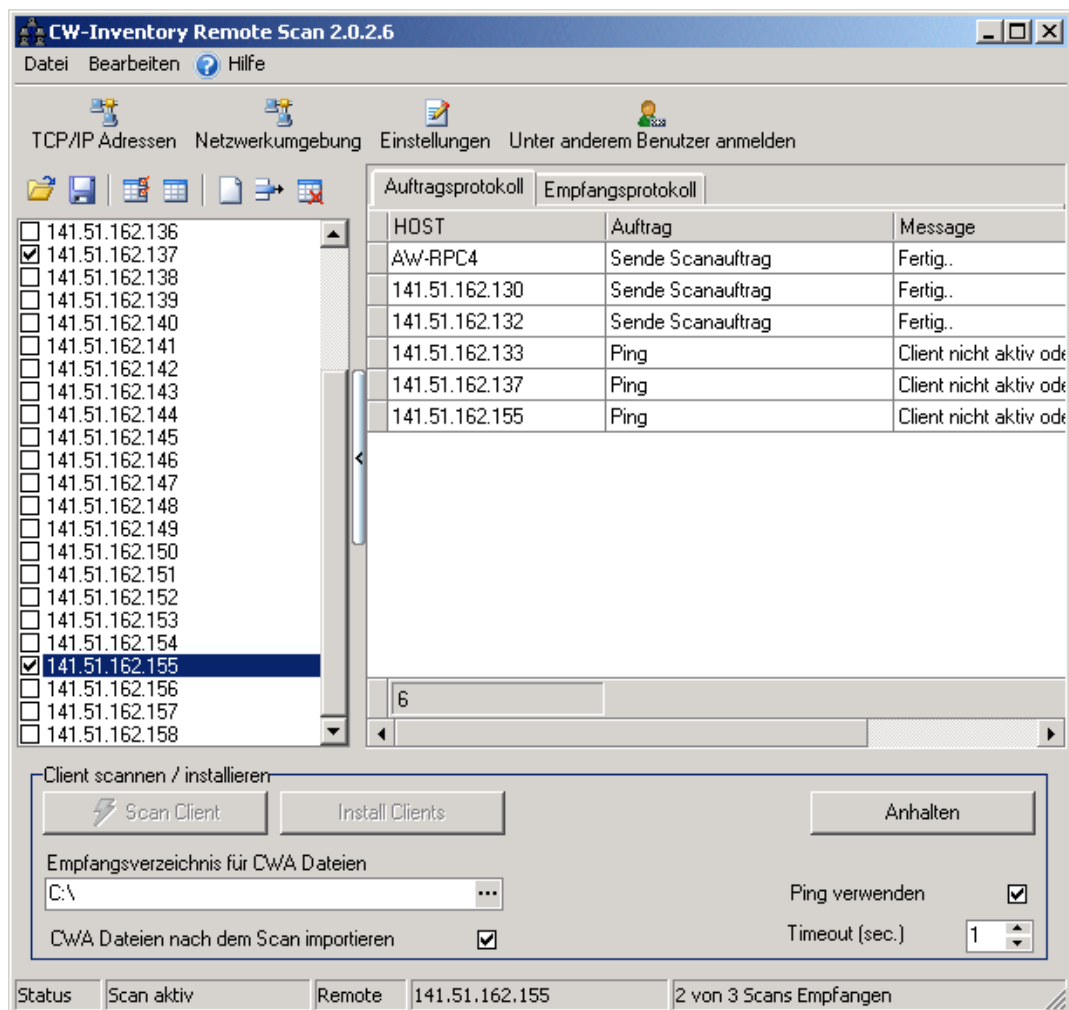 CW-Inventory Remote Scan 2.0.2.6
Datei Bearbeiten Hilfe
TCP/IP Adressen Netzwerkumgebung Einstellungen Unter anderem Benutzer anmelden
141.51.162.136
141.51.162.137
141.51.162.138
141.51.162.139
141.51.162.140
141.51.162.141
141.51.162.142
141.51.162.143
141.51.162.144
141.51.162.145
141.51.162.146
141.51.162.147
141.51.162.148
141.51.162.149
141.51.162.150
141.51.162.151
141.51.162.152
141.51.162.153
141.51.162.154
141.51.162.155
141.51.162.156
141.51.162.157
141.51.162.158
Auftragsprotokoll Empfangsprotokoll
HOST Auftrag Message
AW-RPC4 Sende Scanauftrag Fertig..
141.51.162.130 Sende Scanauftrag Fertig..
141.51.162.132 Sende Scanauftrag Fertig..
141.51.162.133 Ping Client nicht aktiv ode
141.51.162.137 Ping Client nicht aktiv ode
141.51.162.155 Ping Client nicht aktiv ode
6
Client scannen / installieren
Scan Client Install Clients Anhalten
Empfangsverzeichnis für CWA Dateien
C:\ ... Ping verwenden
CWA Dateien nach dem Scan importieren Timeout (sec.) 1
Status Scan aktiv Remote 141.51.162.155 2 von 3 Scans Empfangen